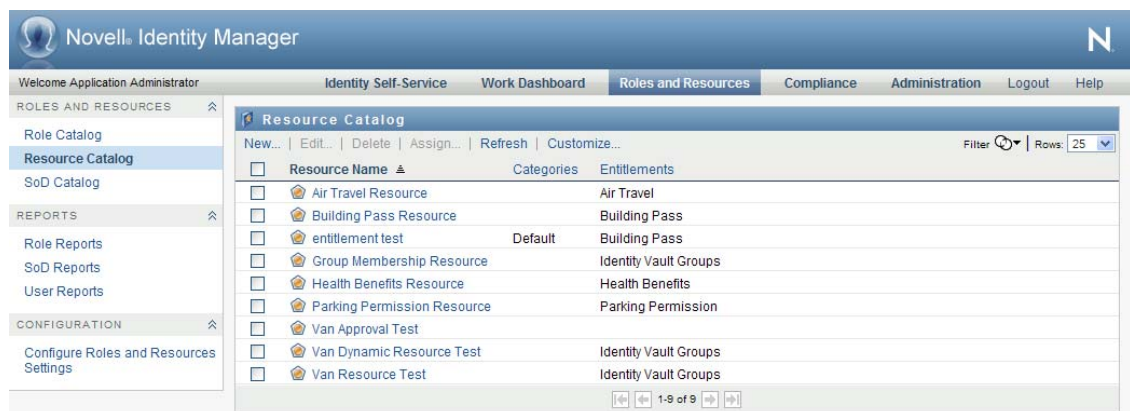 Novell® Identity Manager
N
Welcome Application Administrator Identity Self-Service Work Dashboard Roles and Resources Compliance Administration Logout Help
ROLES AND RESOURCES
Role Catalog
Resource Catalog
SoD Catalog
REPORTS
Role Reports
SoD Reports
User Reports
CONFIGURATION
Configure Roles and Resources
Settings
Resource Catalog
New... | Edit... | Delete | Assign... | Refresh | Customize... Filter | Rows: 25
Resource Name Categories Entitlements
Air Travel Resource Air Travel
Building Pass Resource Building Pass
entitlement test Default Building Pass
Group Membership Resource Identity Vault Groups
Health Benefits Resource Health Benefits
Parking Permission Resource Parking Permission
Van Approval Test
Van Dynamic Resource Test Identity Vault Groups
Van Resource Test Identity Vault Groups
1-9 of 9